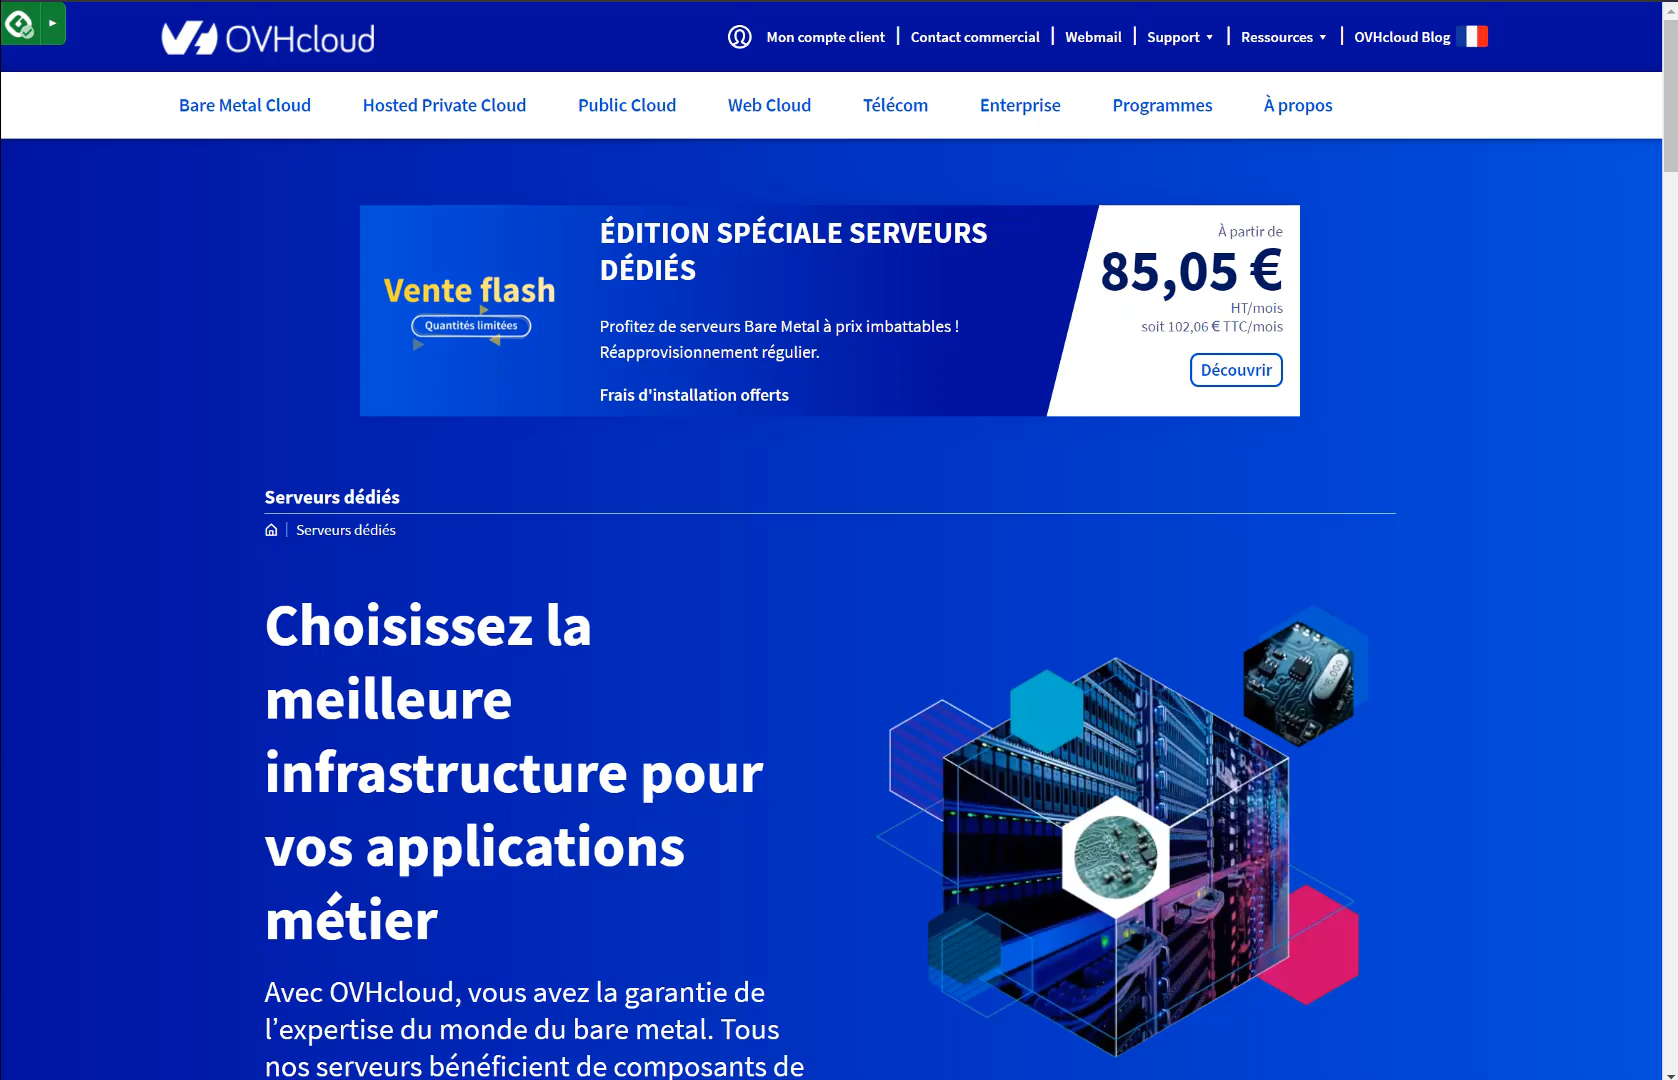 OVHcloud
Mon compte client
Contact commercial
Webmail
Support
Ressources
OVHcloud Blog
Bare Metal Cloud
Hosted Private Cloud
Public Cloud
Web Cloud
Télécom
Enterprise
Programmes
À propos
Vente flash
Quantités limitées
ÉDITION SPÉCIALE SERVEURS
DÉDIÉS
Profitez de serveurs Bare Metal à prix imbattables !
Réapprovisionnement régulier.
Frais d'installation offerts
À partir de
85,05 €
HT/mois
soit 102,06 € TTC/mois
Découvrir
Serveurs dédiés
Serveurs dédiés
Choisissez la
meilleure
infrastructure pour
vos applications
métier
Avec OVHcloud, vous avez la garantie de
l’expertise du monde du bare metal. Tous
nos serveurs bénéficient de composants de